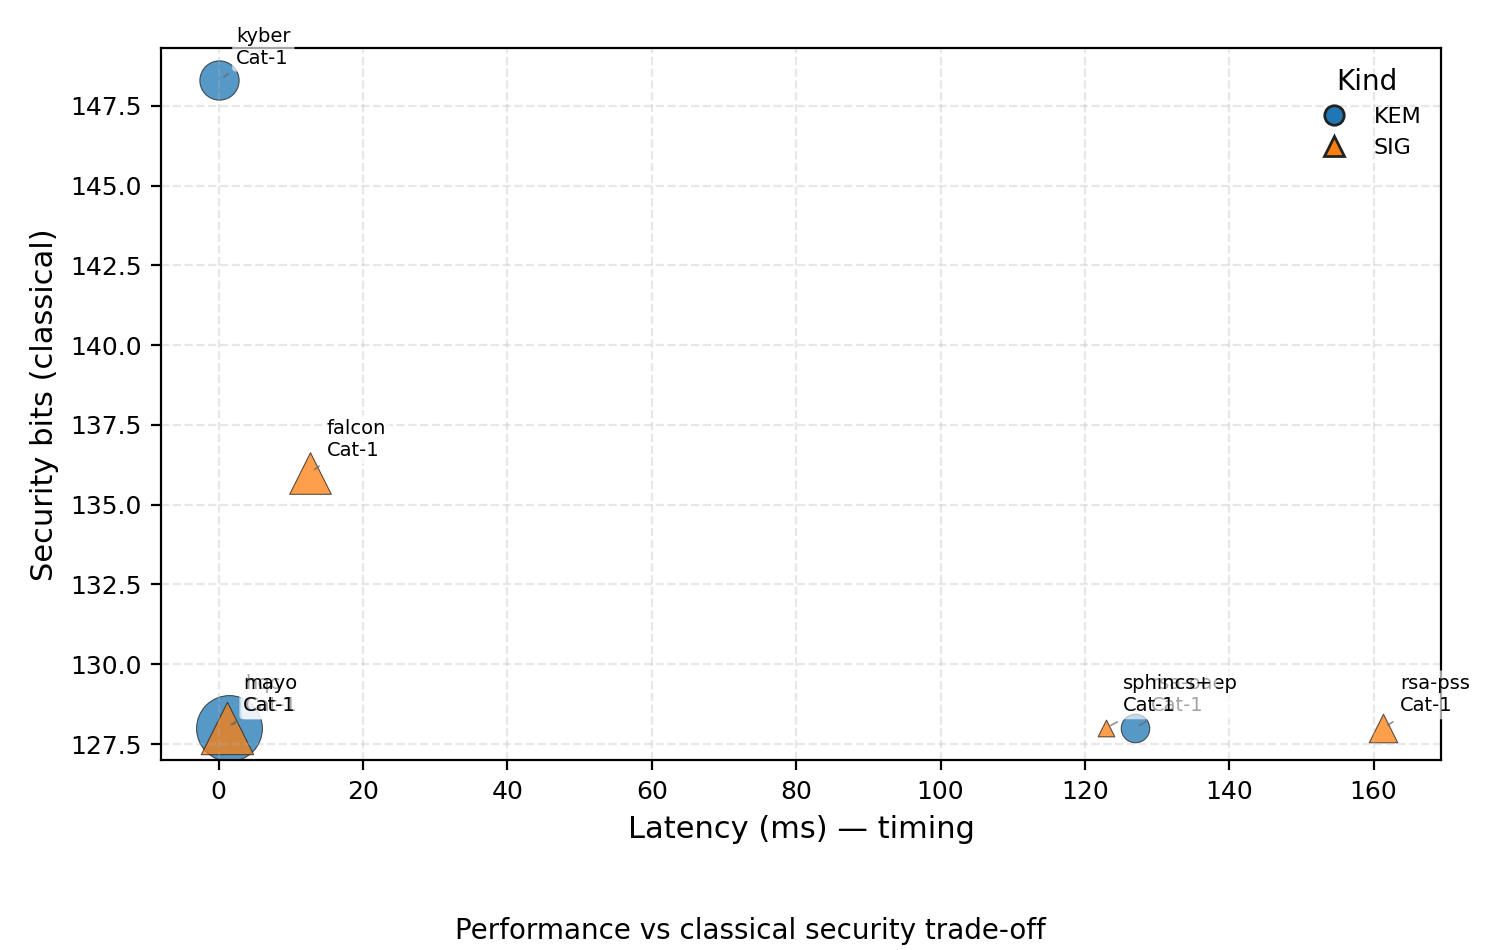 kyber
Cat-1
Kind
KEM
SIG
147.5
145.0
142.5
140.0
137.5
135.0
132.5
130.0
127.5
Security bits (classical)
falcon
Cat-1
mayo
Cat-1
sphincs+
Cat-1
Cat-1
rsa-pss
Cat-1
0
20
40
60
80
100
120
140
160
Latency (ms) — timing
Performance vs classical security trade-off